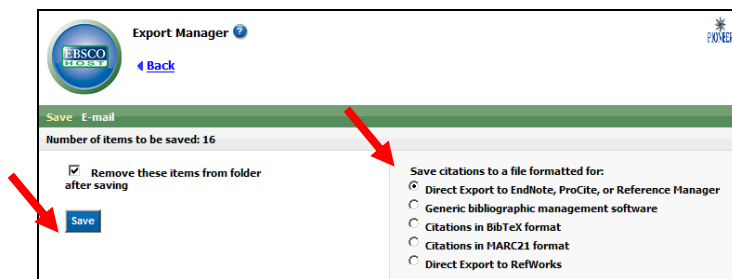 Export Manager ?
EBSCO
HOST
Back
Save E-mail
Number of items to be saved: 16
Remove these items from folder
after saving
Save
Save citations to a file formatted for:
Direct Export to EndNote, ProCite, or Reference Manager
Generic bibliographic management software
Citations in BibTeX format
Citations in MARC21 format
Direct Export to RefWorks